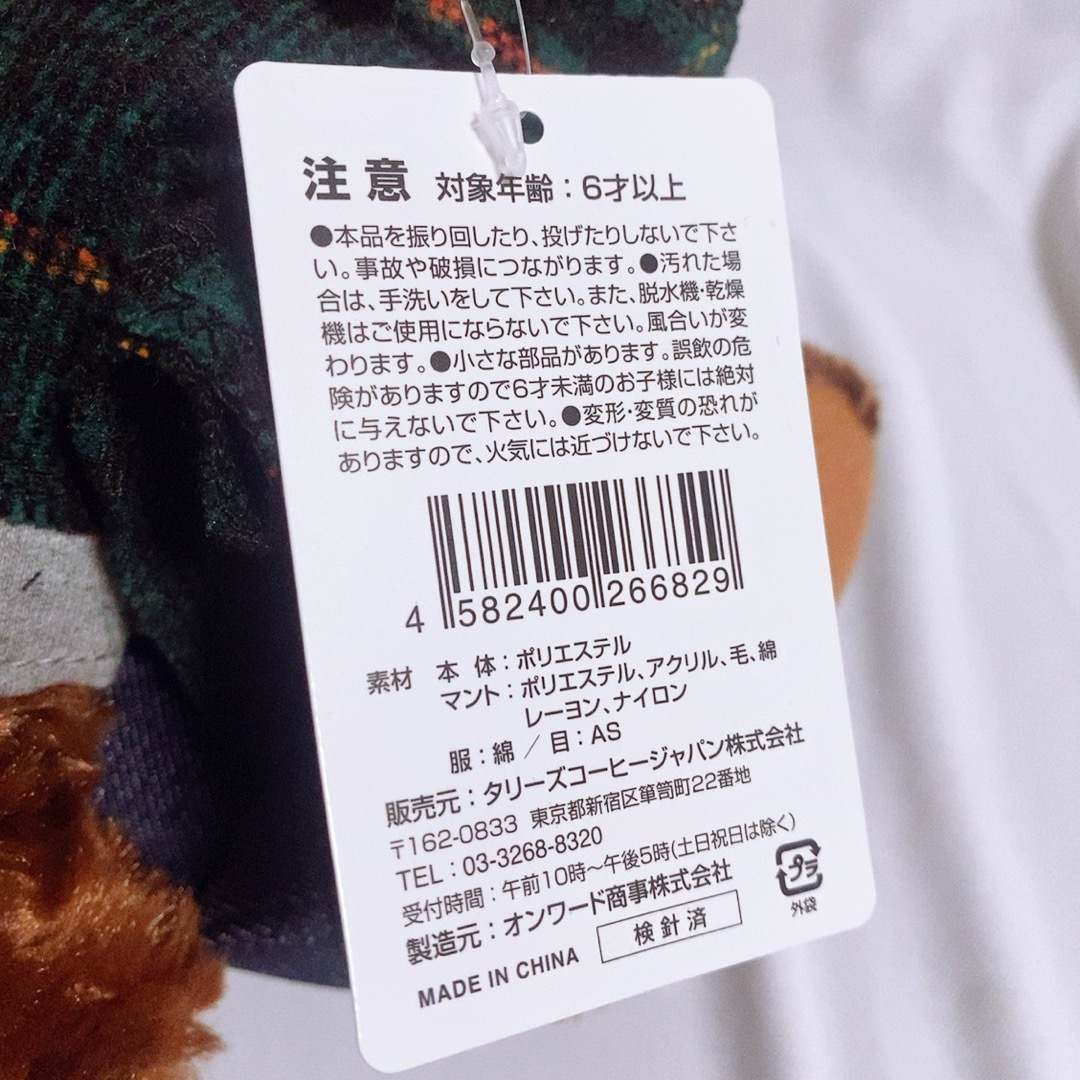 注意 対象年齢：6才以上
●本品を振り回したり、投げたりしないで下さ
い。事故や破損につながります。●汚れた場
合は、手洗いをして下さい。また、脱水機・乾燥
機はご使用にならないで下さい。風合いが変
わります。●小さな部品があります。誤飲の危
険がありますので6才未満のお子様には絶対
に与えないで下さい。●変形・変質の恐れが
ありますので、火気には近づけないで下さい。
4 582400 266829
素材 本体：ポリエステル
マント：ポリエステル、アクリル、毛、綿
レーヨン、ナイロン
服：綿 ／ 目：AS
販売元：タリーズコーヒージャパン株式会社
〒162-0833 東京都新宿区箪笥町22番地
TEL：03-3268-8320
受付時間：午前10時〜午後5時(土日祝日は除く)
製造元：オンワード商事株式会社
MADE IN CHINA
検針済
プラ
外袋